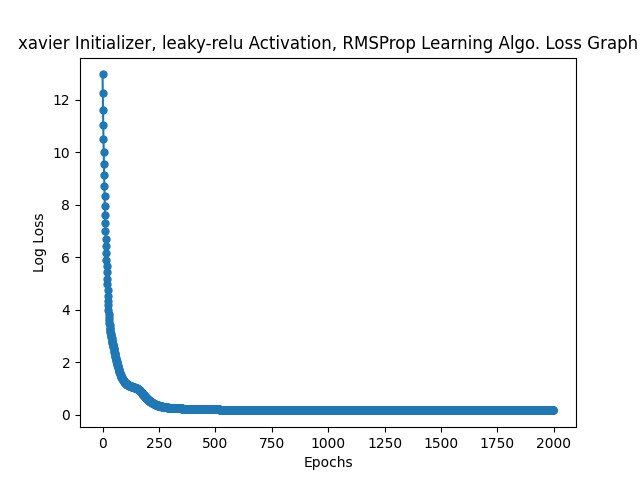 xavier Initializer, leaky-relu Activation, RMSProp Learning Algo. Loss Graph
12
10
8
6
4
2
0
Log Loss
0 250 500 750 1000 1250 1500 1750 2000
Epochs